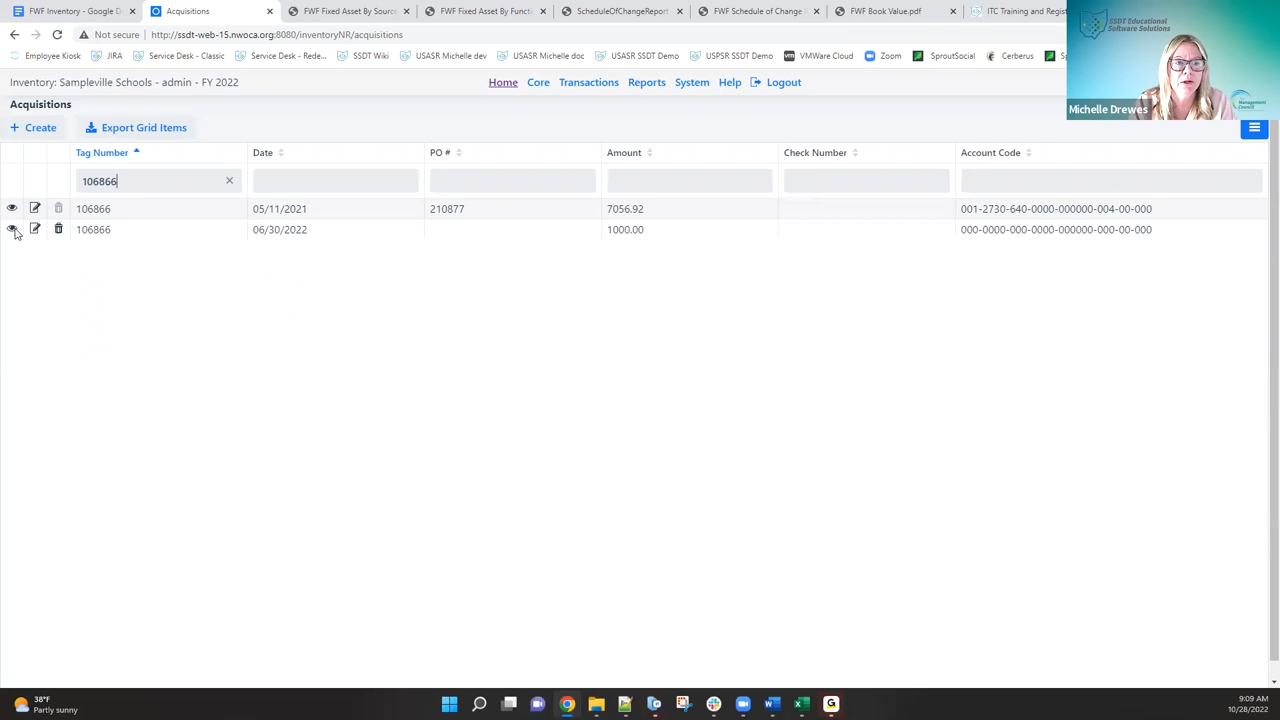 FWF Inventory - Google D
Acquisitions
FWF Fixed Asset By Sourc
FWF Fixed Asset By Functi
ScheduleOfChangeReport
FWF Schedule of Change
FWF Book Value.pdf
ITC Training and Regist
Not secure
http://ssdt-web-15.nwoca.org:8080/inventoryNR/acquisitions
Employee Kiosk
JIRA
Service Desk - Classic
Service Desk - Rede...
SSDT Wiki
USASR Michelle dev
USASR Michelle doc
USASR SSDT Demo
USPSR SSDT Demo
VMWare Cloud
Zoom
SproutSocial
Cerberus
SSDT Educational
Software Solutions
Management
Council
Michelle Drewes
Inventory: Sampleville Schools - admin - FY 2022
Home Core Transactions Reports System Help Logout
Acquisitions
+ Create Export Grid Items
Tag Number Date PO # Amount Check Number Account Code
106866
106866 05/11/2021 210877 7056.92 001-2730-640-0000-000000-004-00-000
106866 06/30/2022 1000.00 000-0000-000-0000-000000-000-00-000
38°F
Partly sunny
9:09 AM
10/28/2022